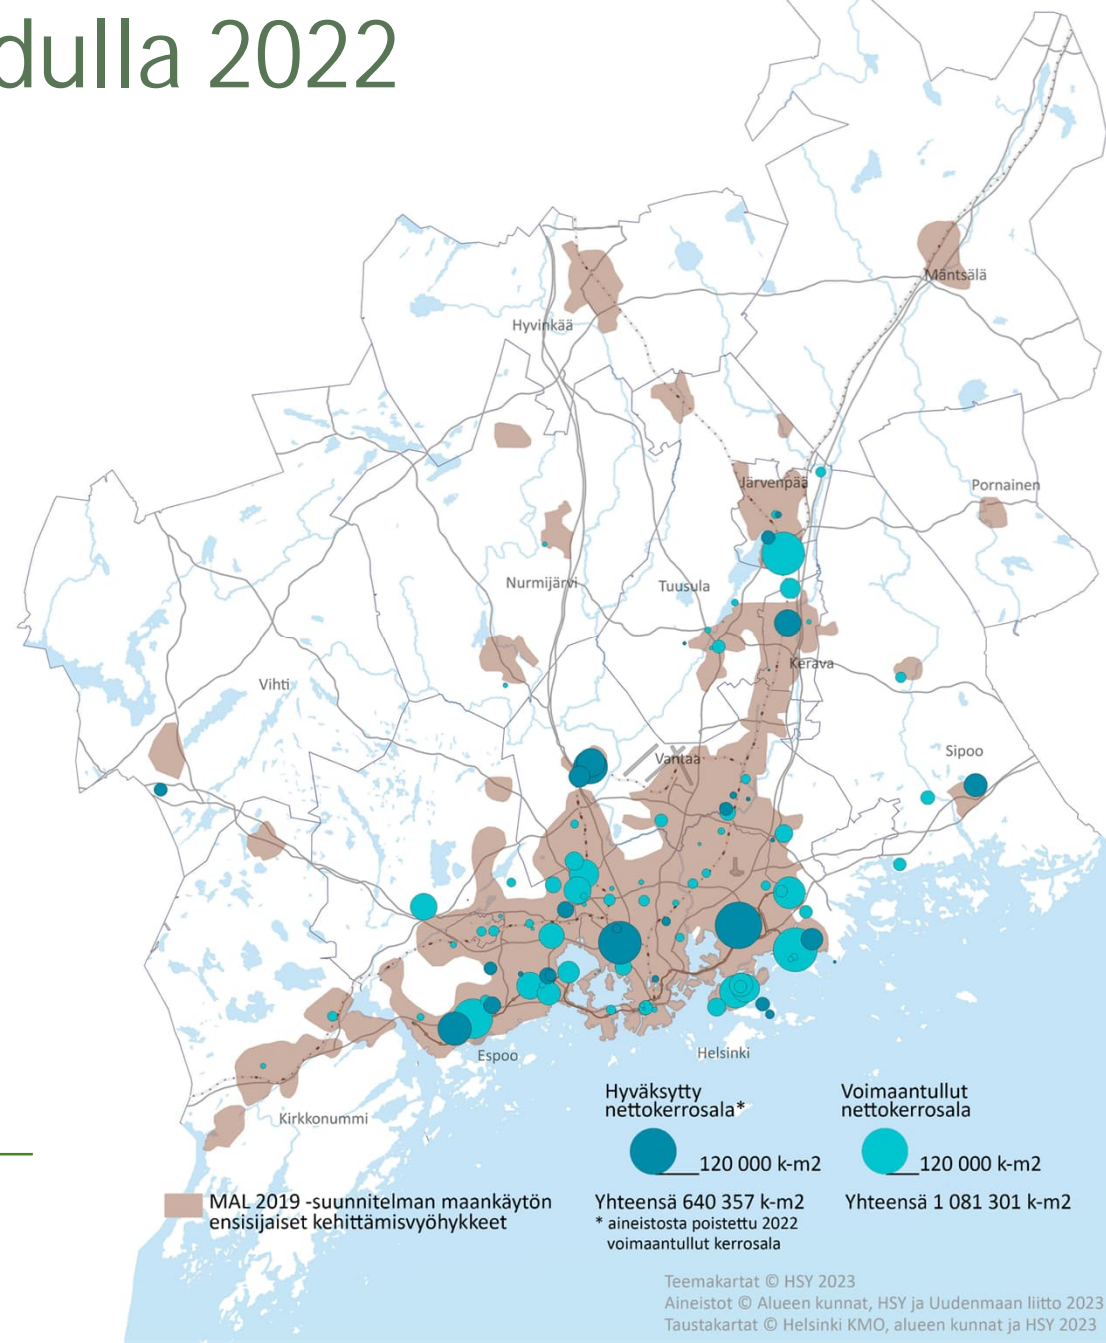 dulla 2022
Mäntsälä
Hyvinkää
Järvenpää
Pornainen
Nurmijärvi
Tuusula
Kerava
Vihti
Sipoo
Vantaa
Espoo
Helsinki
Kirkkonummi
Hyväksytty
nettokerrosala*
120 000 k-m2
Yhteensä 640 357 k-m2
* aineistosta poistettu 2022
voimaantullut kerrosala
Voimaantullut
nettokerrosala
120 000 k-m2
Yhteensä 1 081 301 k-m2
MAL 2019 -suunnitelman maankäytön
ensisijaiset kehittämisvyöhykkeet
Teemakartat © HSY 2023
Aineistot © Alueen kunnat, HSY ja Uudenmaan liitto 2023
Taustakartat © Helsinki KMO, alueen kunnat ja HSY 2023